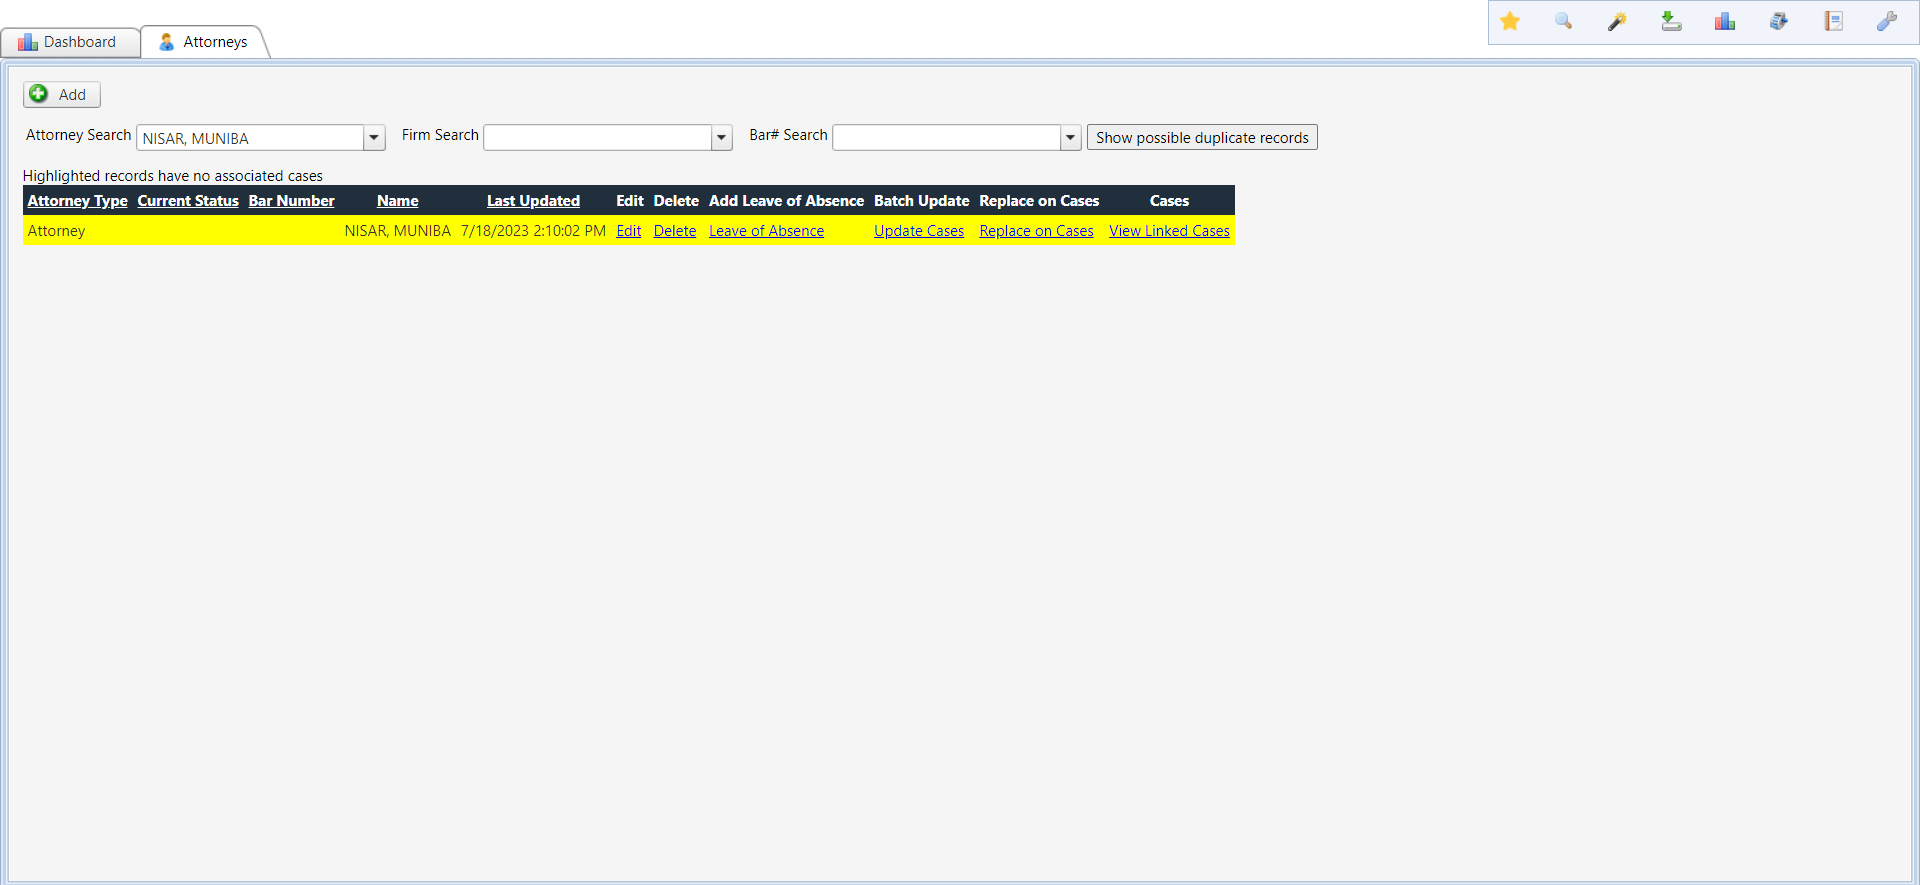 Dashboard Attorneys
Add
Attorney Search NISAR, MUNIBA Firm Search Bar# Search Show possible duplicate records
Highlighted records have no associated cases
Attorney Type Current Status Bar Number Name Last Updated Edit Delete Add Leave of Absence Batch Update Replace on Cases Cases
Attorney NISAR, MUNIBA 7/18/2023 2:10:02 PM Edit Delete Leave of Absence Update Cases Replace on Cases View Linked Cases